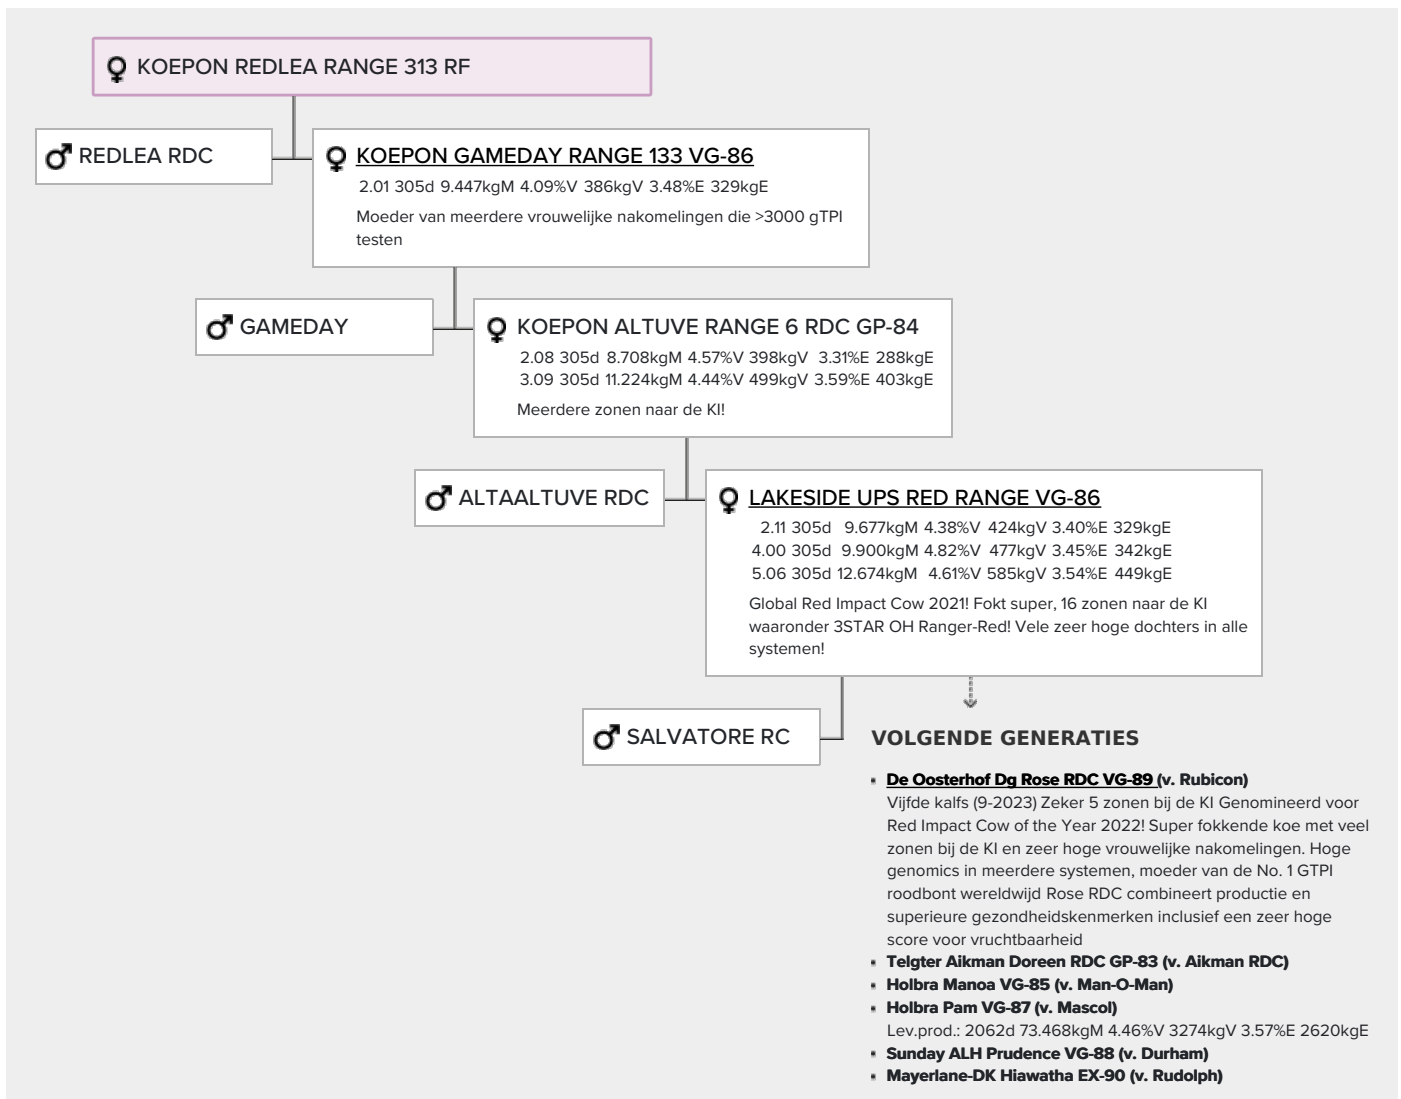 KOEPON REDLEA RANGE 313 RF
REDLEA RDC
KOEPON GAMEDAY RANGE 133 VG-86
2.01 305d 9.447kgM 4.09%V 386kgV 3.48%E 329kgE
Moeder van meerdere vrouwelijke nakomelingen die >3000 gTPI
testen
GAMEDAY
KOEPON ALTUVE RANGE 6 RDC GP-84
2.08 305d 8.708kgM 4.57%V 398kgV 3.31%E 288kgE
3.09 305d 11.224kgM 4.44%V 499kgV 3.59%E 403kgE
Meerdere zonen naar de KI!
ALTAALTUVE RDC
LAKESIDE UPS RED RANGE VG-86
2.11 305d 9.677kgM 4.38%V 424kgV 3.40%E 329kgE
4.00 305d 9.900kgM 4.82%V 477kgV 3.45%E 342kgE
5.06 305d 12.674kgM 4.61%V 585kgV 3.54%E 449kgE
Global Red Impact Cow 2021! Fokt super, 16 zonen naar de KI
waaronder 3STAR OH Ranger-Red! Vele zeer hoge dochters in alle
systemen!
SALVATORE RC
VOLGENDE GENERATIES
De Oosterhof Dg Rose RDC VG-89 (v. Rubicon)
Vijfde kalfs (9-2023) Zeker 5 zonen bij de KI Genomineerd voor
Red Impact Cow of the Year 2022! Super fokkende koe met veel
zonen bij de KI en zeer hoge vrouwelijke nakomelingen. Hoge
genomics in meerdere systemen, moeder van de No. 1 GTPI
roodbont wereldwijd Rose RDC combineert productie en
superieure gezondheidskenmerken inclusief een zeer hoge
score voor vruchtbaarheid
Telgter Aikman Doreen RDC GP-83 (v. Aikman RDC)
Holbra Manoa VG-85 (v. Man-O-Man)
Holbra Pam VG-87 (v. Mascol)
Lev.prod.: 2062d 73.468kgM 4.46%V 3274kgV 3.57%E 2620kgE
Sunday ALH Prudence VG-88 (v. Durham)
Mayerlane-DK Hiawatha EX-90 (v. Rudolph)